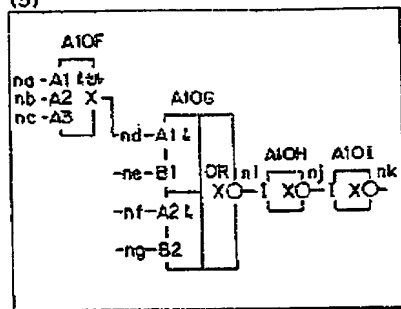 (5)
A10F
na -A1 &
nb -A2 X
nc -A3
A10G
nd -A1 &
-ne -B1
OR
X
nl
A10H
X
nj
A10I
X
nk
-nf -A2 &
-ng -B2